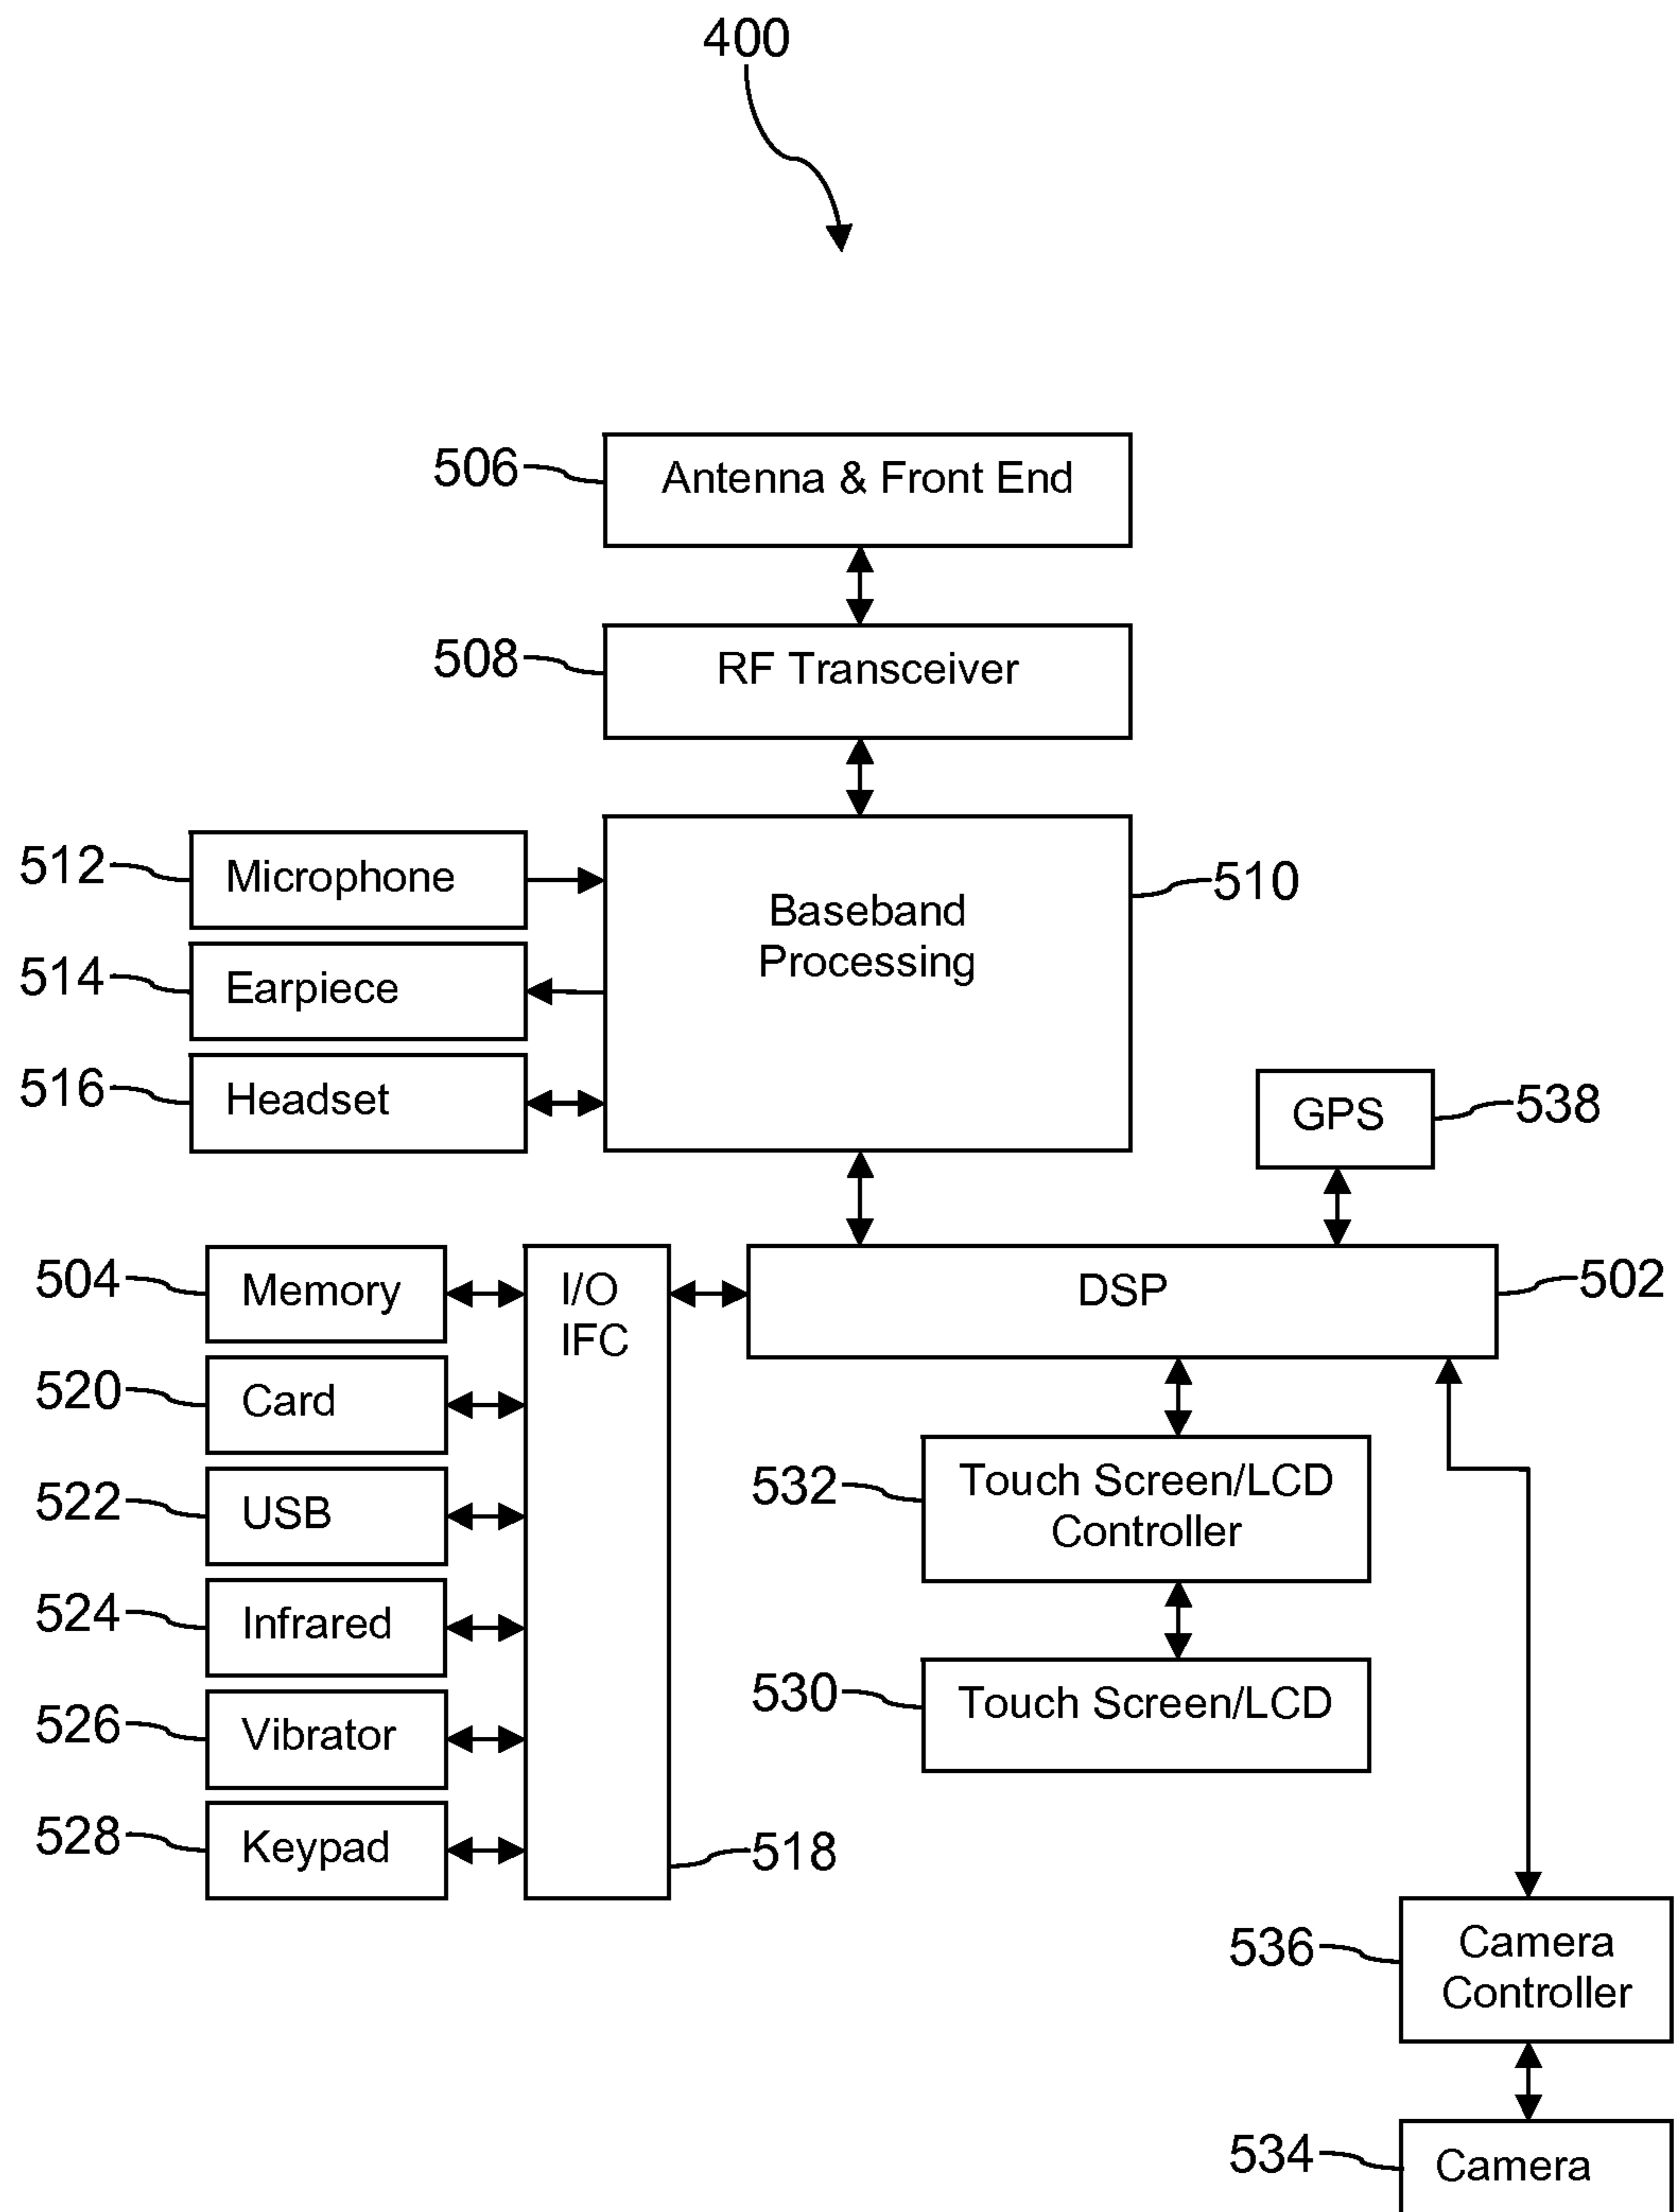 400
506
Antenna & Front End
508
RF Transceiver
512
Microphone
Baseband
Processing
510
514
Earpiece
516
Headset
GPS
538
504
Memory
I/O
IFC
DSP
502
520
Card
522
USB
532
Touch Screen/LCD
Controller
524
Infrared
526
Vibrator
530
Touch Screen/LCD
528
Keypad
518
536
Camera
Controller
534
Camera